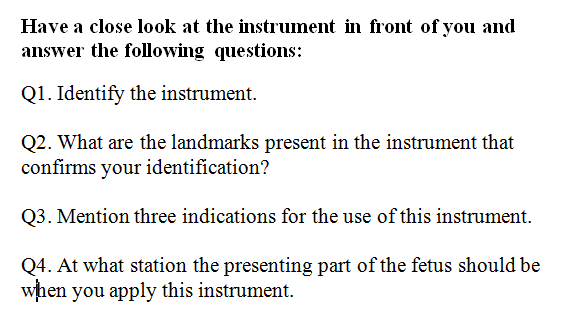 Have a close look at the instrument in front of you and
answer the following questions:
Q1. Identify the instrument.
Q2. What are the landmarks present in the instrument that
confirms your identification?
Q3. Mention three indications for the use of this instrument.
Q4. At what station the presenting part of the fetus should be
when you apply this instrument.